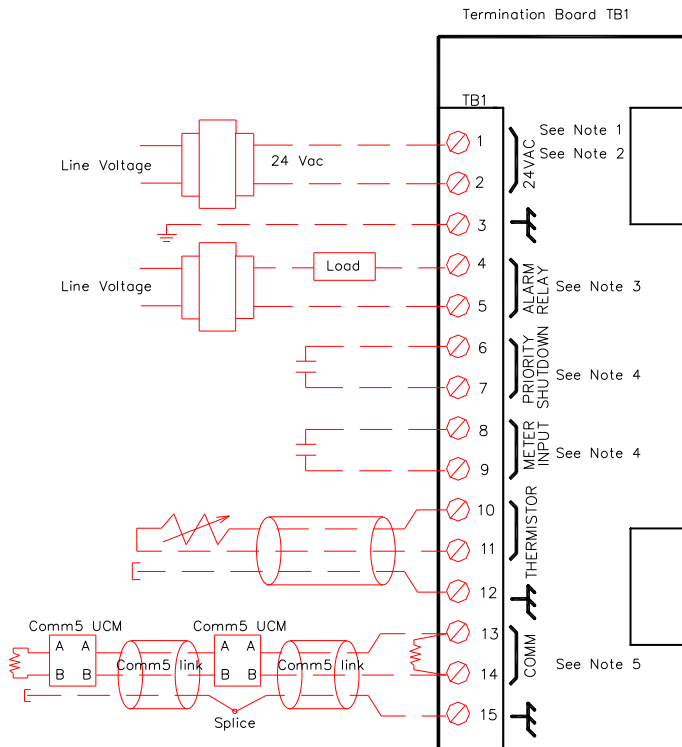 Termination Board TB1
TB1
Line Voltage
24 Vac
1
2
24VAC
See Note 1
See Note 2
3
Line Voltage
Load
4
5
ALARM
RELAY
See Note 3
6
7
PRIORITY
SHUTDOWN
See Note 4
8
9
METER
INPUT
See Note 4
10
11
THERMISTOR
12
Comm5 UCM
Comm5 UCM
A A
B B
A A
B B
Comm5 link
Comm5 link
Splice
13
14
COMM
See Note 5
15